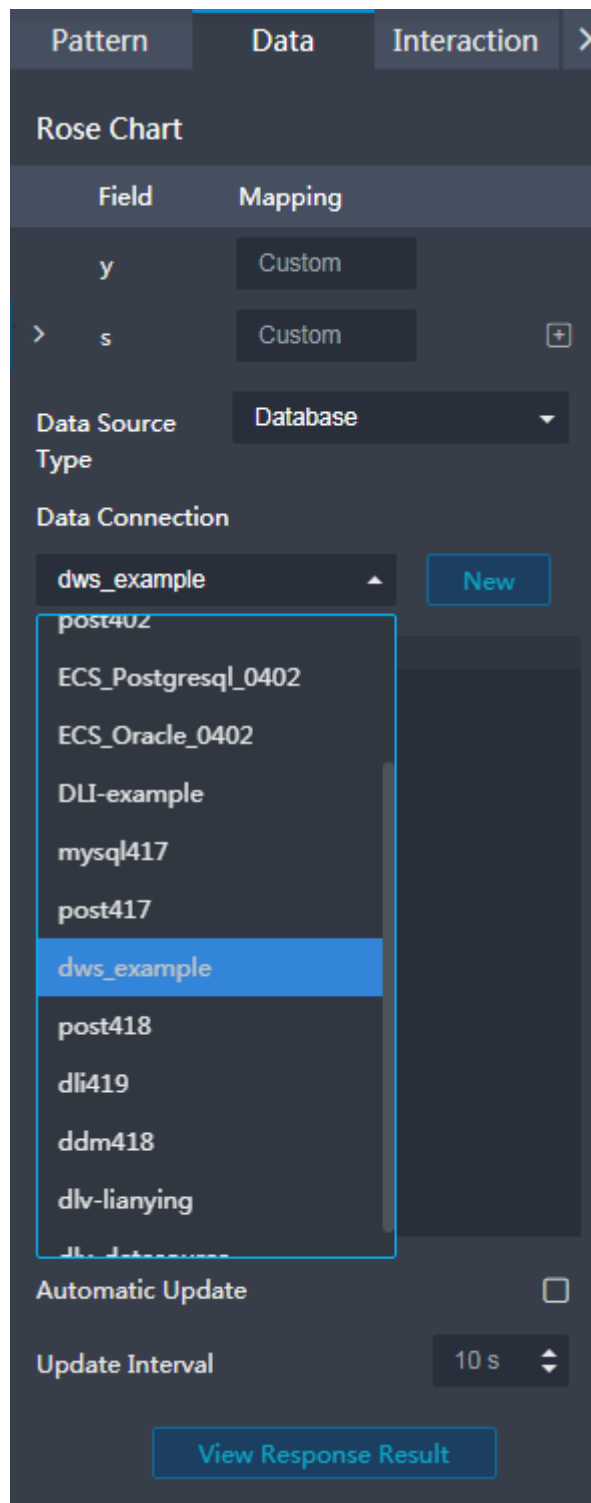 Pattern Data Interaction
Rose Chart
Field Mapping
y Custom
s Custom
Data Source
Type
Database
Data Connection
dws_example New
post402
ECS_Postgresql_0402
ECS_Oracle_0402
DLI-example
mysql417
post417
dws_example
post418
dli419
ddm418
dlv-lianying
Automatic Update
Update Interval 10 s
View Response Result